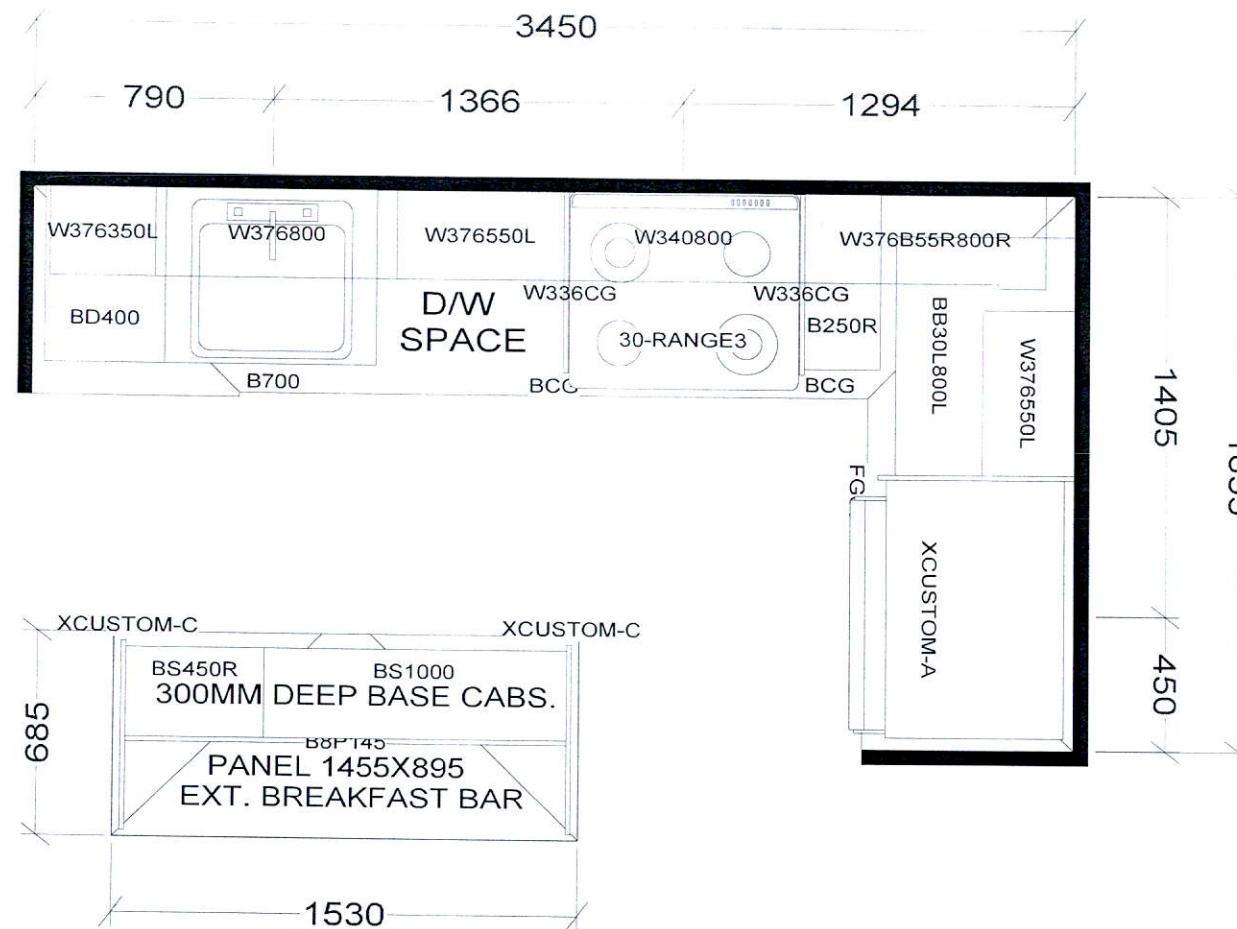 3450
790
1366
1294
W376350L
W376800
W376550L
W340800
W376B55R800R
W336CG
W336CG
D/W
SPACE
BD400
30-RANGE3
B250R
BB30L800L
W376550L
B700
BCG
BCG
1405
FG
XCUSTOM-A
450
XCUSTOM-C
XCUSTOM-C
BS450R
BS1000
300MM DEEP BASE CABS.
685
PANEL 1455X895
EXT. BREAKFAST BAR
1530